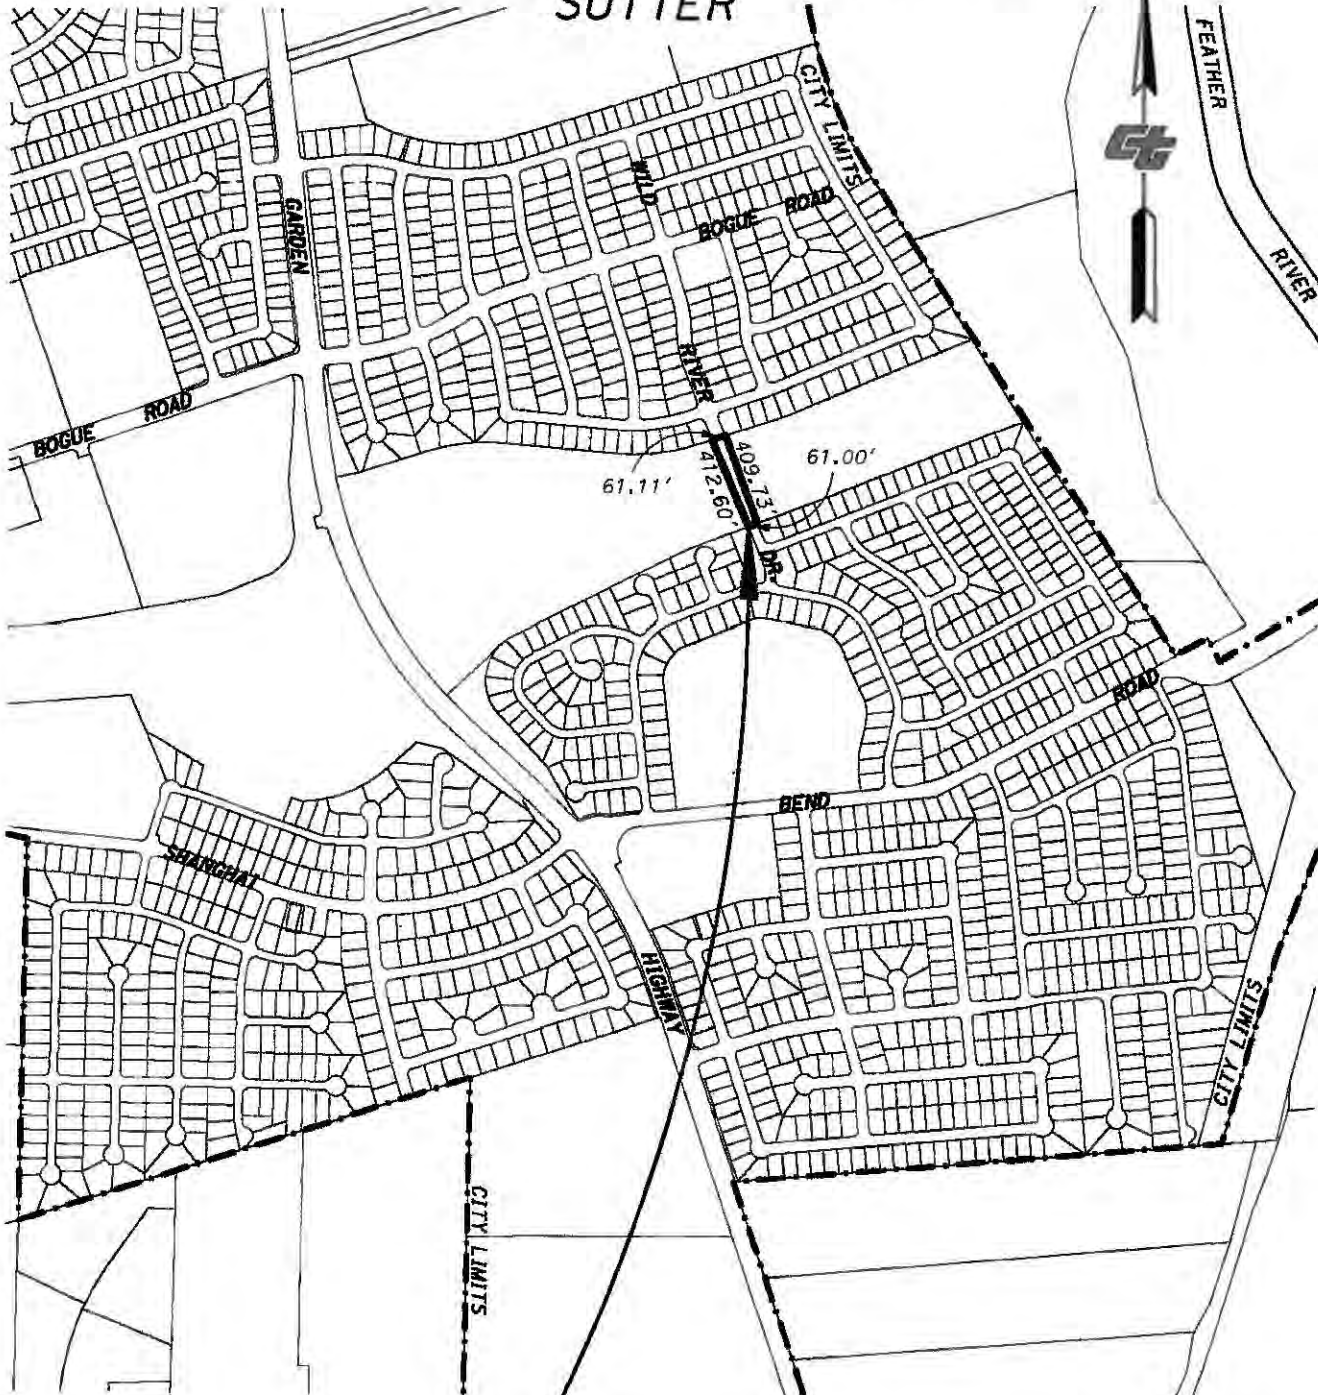 SUTTER
FEATHER
RIVER
CITY LIMITS
WILD
BOGUE ROAD
GARDEN
RIVER
BOGUE ROAD
61.11'
412.60'
409.73'
61.00'
DR.
ROAD
BEND
SHANGHAI
HIGHWAY
CITY LIMITS
CITY LIMITS